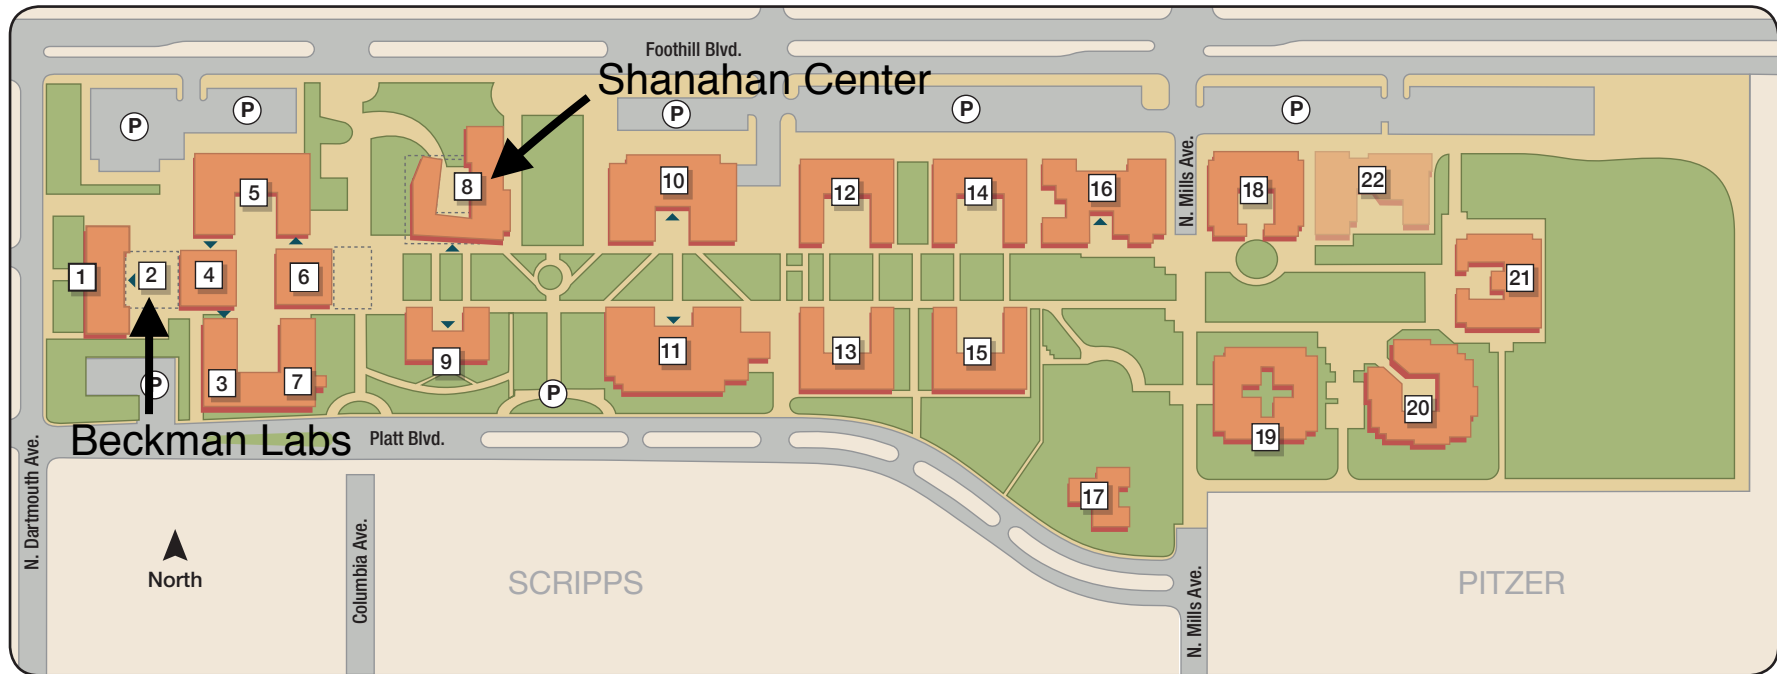 Foothill Blvd.
Shanahan Center
P
P
P
P
P
5
8
10
12
14
16
18
22
N. Mills Ave.
1
2
4
6
21
3
7
9
11
13
15
19
20
P
P
Beckman Labs
Platt Blvd.
N. Dartmouth Ave.
17
North
Columbia Ave.
SCRIPPS
N. Mills Ave.
PITZER